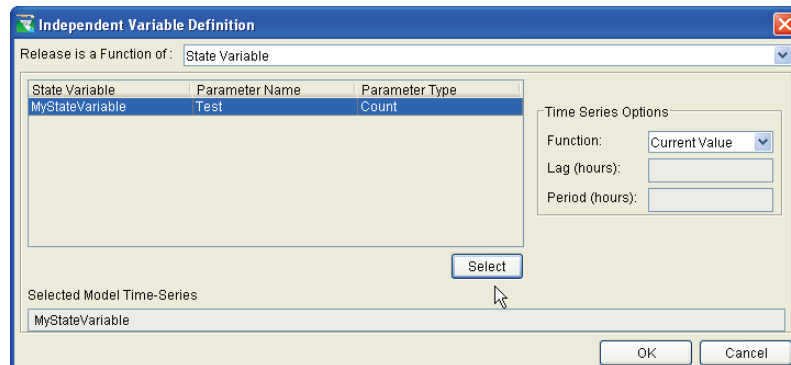 Independent Variable Definition
Release is a Function of: State Variable
State Variable Parameter Name Parameter Type
MyStateVariable Test Count
Time Series Options
Function: Current Value
Lag (hours):
Period (hours):
Select
Selected Model Time-Series
MyStateVariable
OK Cancel